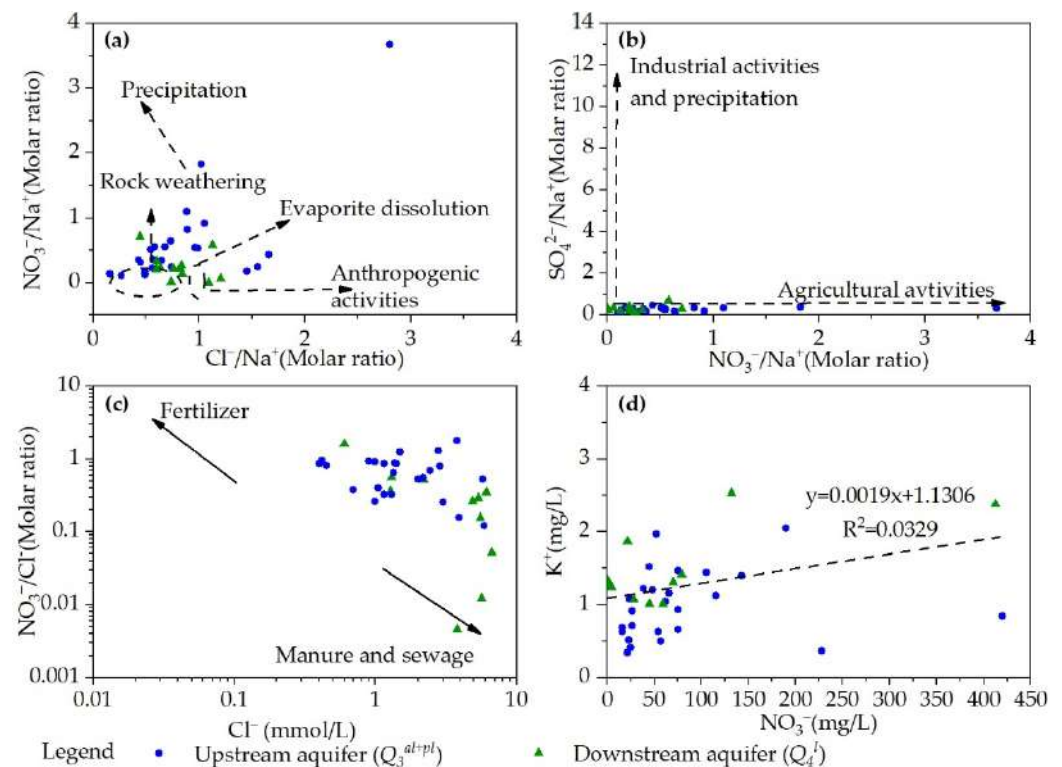 (a)
NO₃⁻/Na⁺(Molar ratio)
4
3
2
1
0
Precipitation
Rock weathering
Evaporite dissolution
Anthropogenic
activities
0 1 2 3 4
Cl⁻/Na⁺(Molar ratio)
(b)
SO₄²⁻/Na⁺(Molar ratio)
14
12
10
8
6
4
2
0
Industrial activities
and precipitation
Agricultural avtivities
0 1 2 3 4
NO₃⁻/Na⁺(Molar ratio)
(c)
NO₃⁻/Cl⁻(Molar ratio)
10
1
0.1
0.01
0.001
Fertilizer
Manure and sewage
0.01 0.1 1 10
Cl⁻ (mmol/L)
(d)
K⁺(mg/L)
4
3
2
1
0
y=0.0019x+1.1306
R²=0.0329
0 50 100 150 200 250 300 350 400 450
NO₃⁻(mg/L)
Legend Upstream aquifer (Q₃ᵃˡ⁺ᵖˡ) Downstream aquifer (Q₄ˡ)